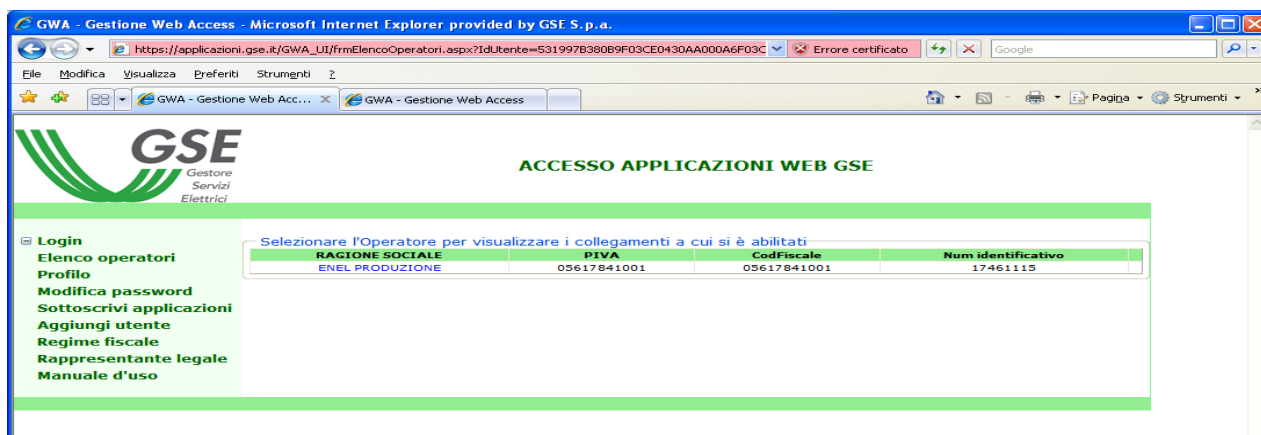 GWA - Gestione Web Access - Microsoft Internet Explorer provided by GSE S.p.a.
https://applicazioni.gse.it/GWA_UI/frmElencoOperatori.aspx?IdUtente=531997B380B9F03CE0430AA000A6F03C Errore certificato Google
File Modifica Visualizza Preferiti Strumenti ?
GWA - Gestione Web Acc... GWA - Gestione Web Access Pagina Strumenti
GSE
Gestore
Servizi
Elettrici
ACCESSO APPLICAZIONI WEB GSE
Login
Elenco operatori
Profilo
Modifica password
Sottoscrivi applicazioni
Aggiungi utente
Regime fiscale
Rappresentante legale
Manuale d'uso
Selezionare l'Operatore per visualizzare i collegamenti a cui si è abilitati
RAGIONE SOCIALE PIVA CodFiscale Num identificativo
ENEL PRODUZIONE 05617841001 05617841001 17461115